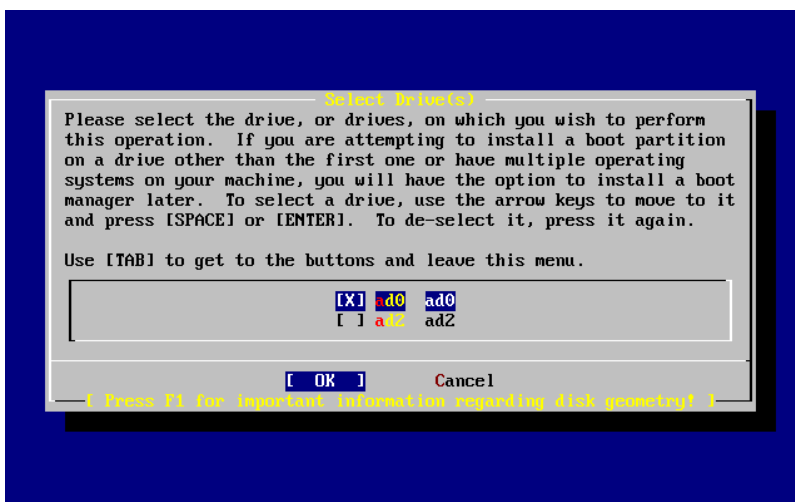 Select Drive(s)
Please select the drive, or drives, on which you wish to perform
this operation.  If you are attempting to install a boot partition
on a drive other than the first one or have multiple operating
systems on your machine, you will have the option to install a boot
manager later.  To select a drive, use the arrow keys to move to it
and press [SPACE] or [ENTER].  To de-select it, press it again.
Use [TAB] to get to the buttons and leave this menu.
[X] ad0 ad0
[ ] ad2 ad2
[ OK ] Cancel
[ Press F1 for important information regarding disk geometry! ]